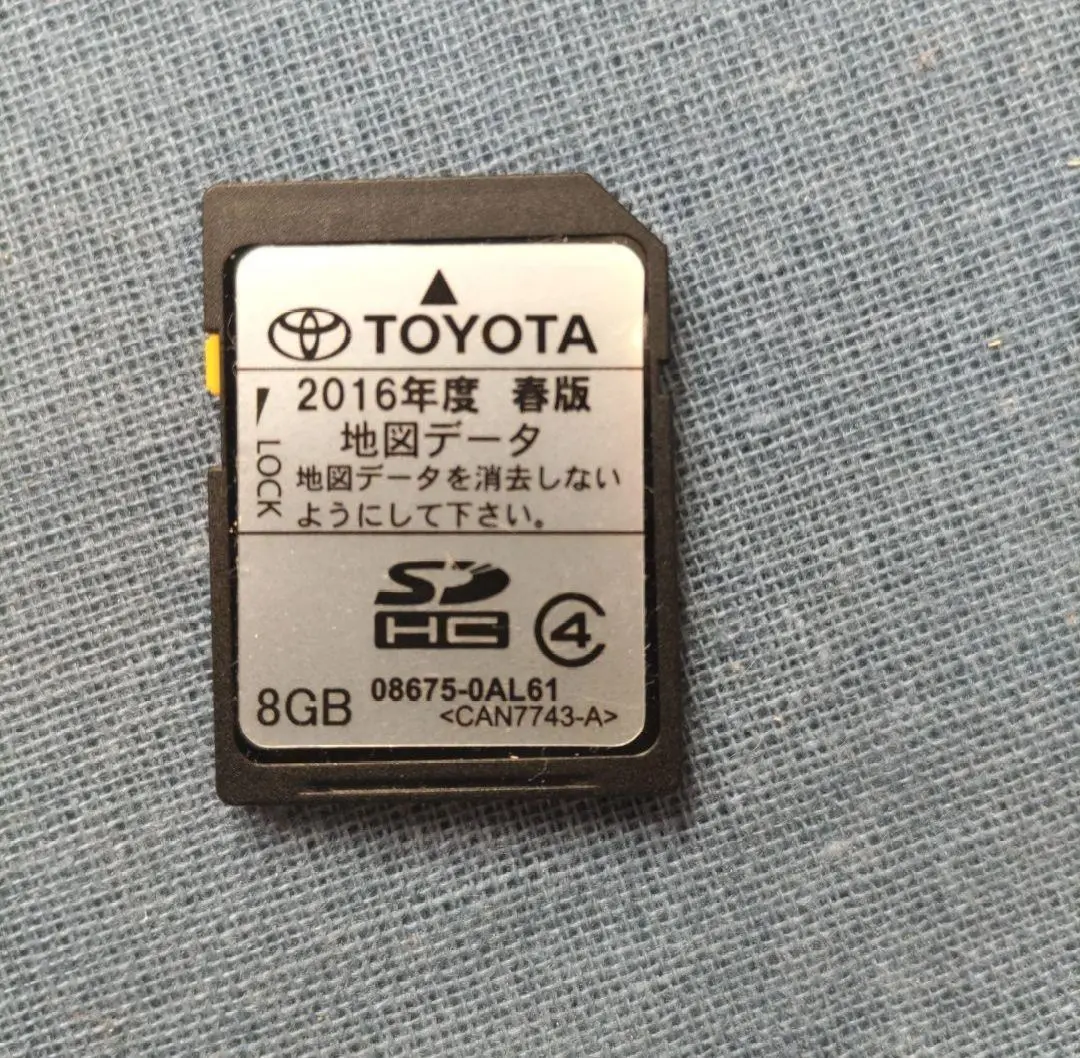 TOYOTA
2016年度 春版
地図データ
地図データを消去しない
ようにして下さい。
LOCK
SD
HC
4
8GB
08675-0AL61
<CAN7743-A>